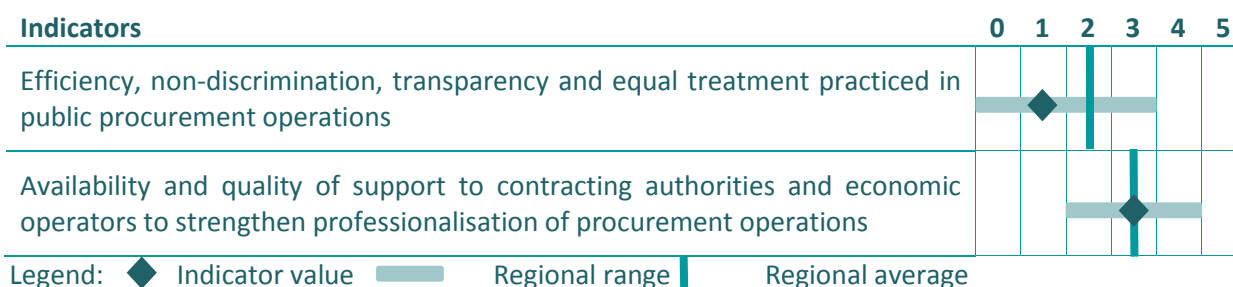 Indicators 0 1 2 3 4 5
Efficiency, non-discrimination, transparency and equal treatment practiced in
public procurement operations
Availability and quality of support to contracting authorities and economic
operators to strengthen professionalisation of procurement operations
Legend: Indicator value Regional range Regional average